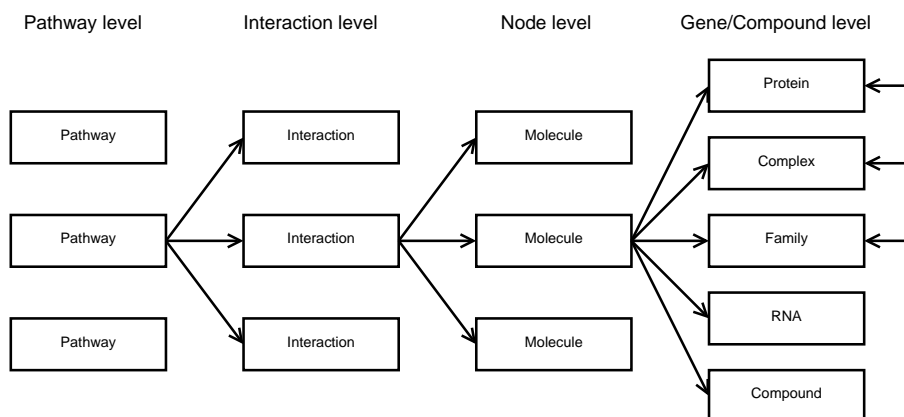 Pathway level
Interaction level
Node level
Gene/Compound level
Protein
Pathway
Interaction
Molecule
Complex
Pathway
Interaction
Molecule
Family
RNA
Pathway
Interaction
Molecule
Compound